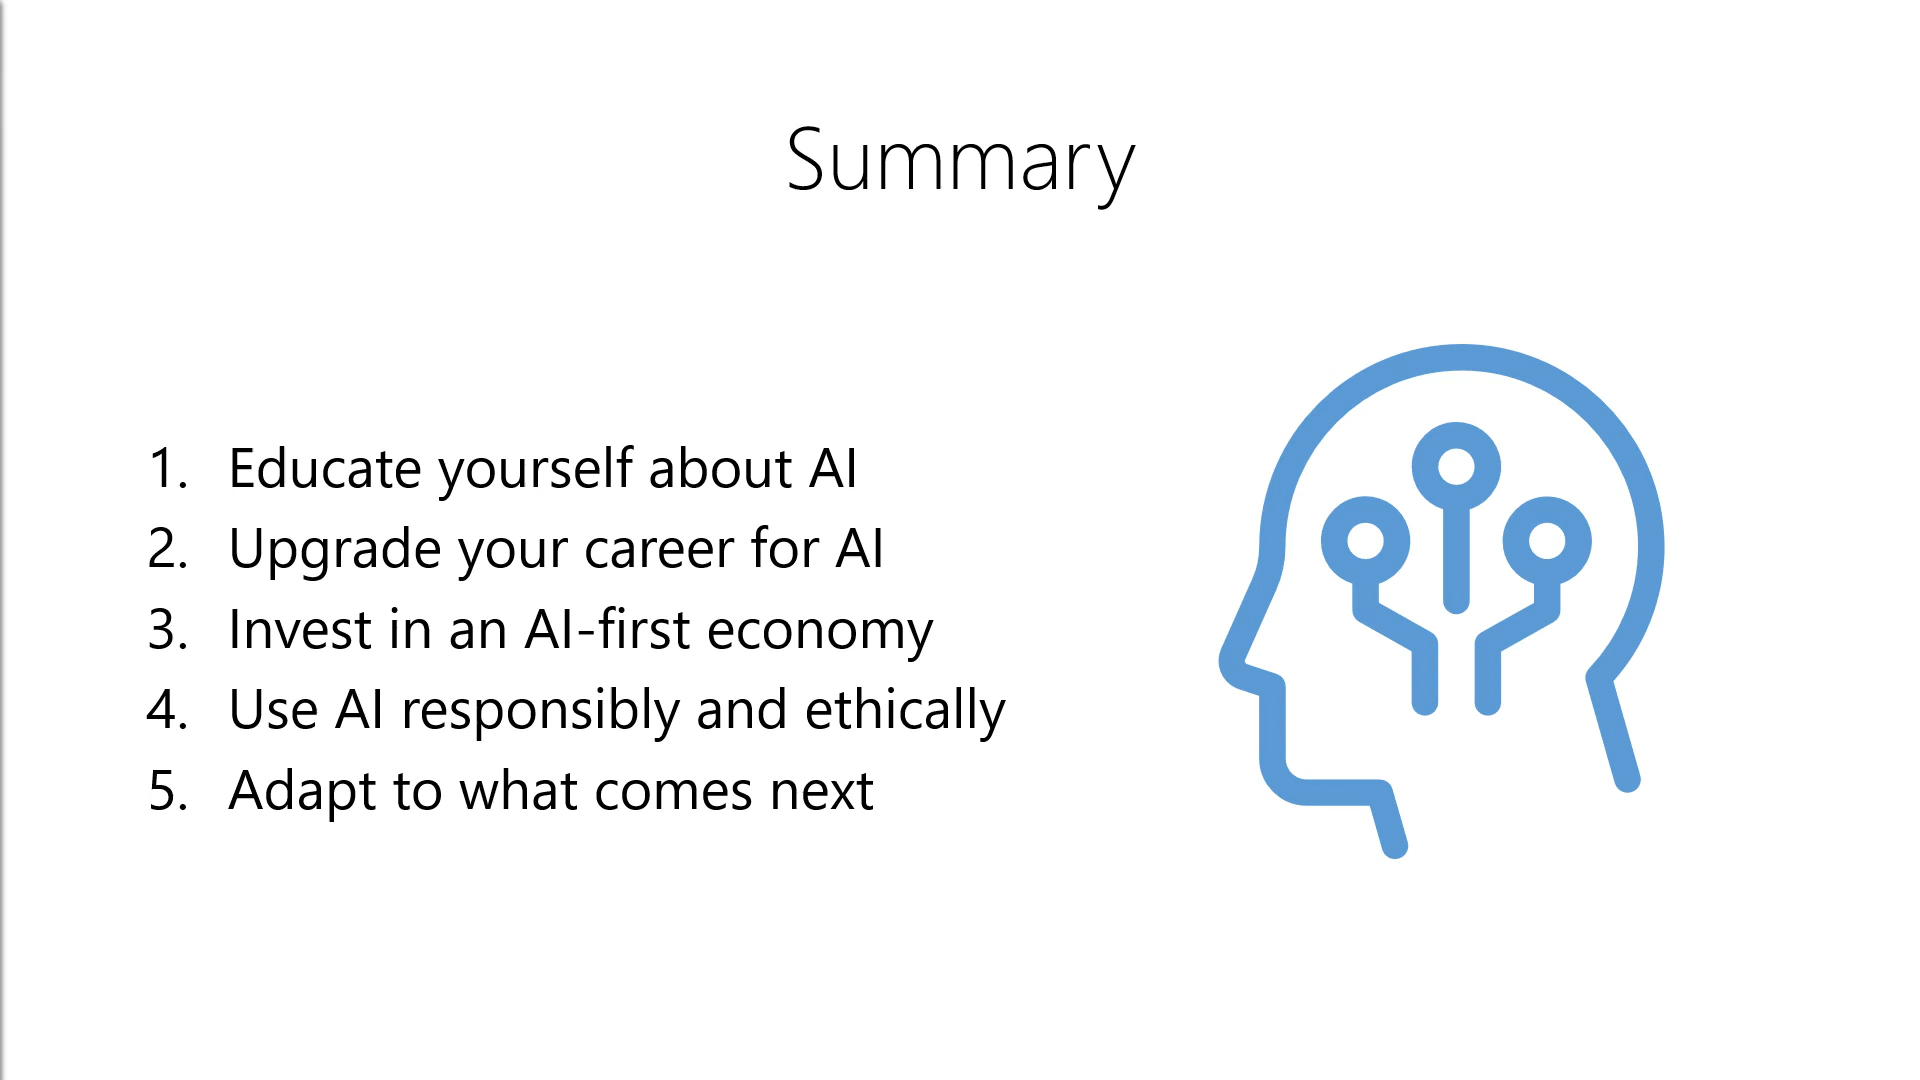 Summary
1. Educate yourself about AI
2. Upgrade your career for AI
3. Invest in an AI-first economy
4. Use AI responsibly and ethically
5. Adapt to what comes next